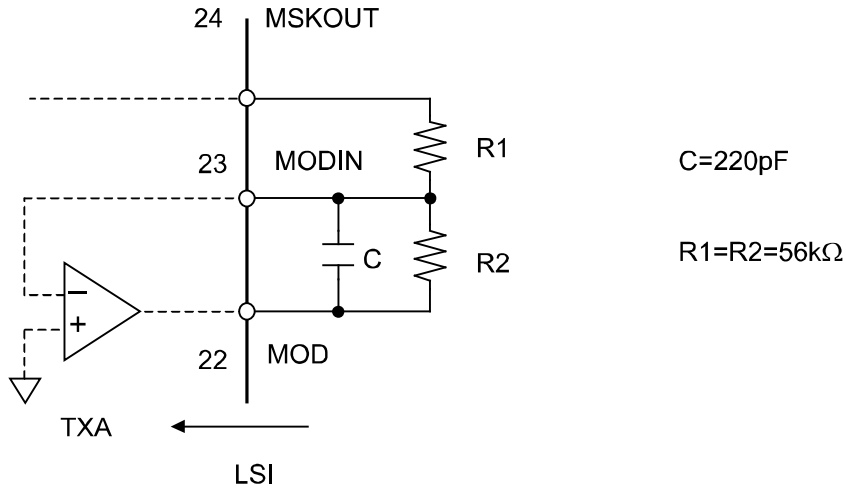 24 MSKOUT
R1
23 MODIN
C=220pF
C
R2
R1=R2=56kΩ
−
+
22 MOD
TXA
LSI